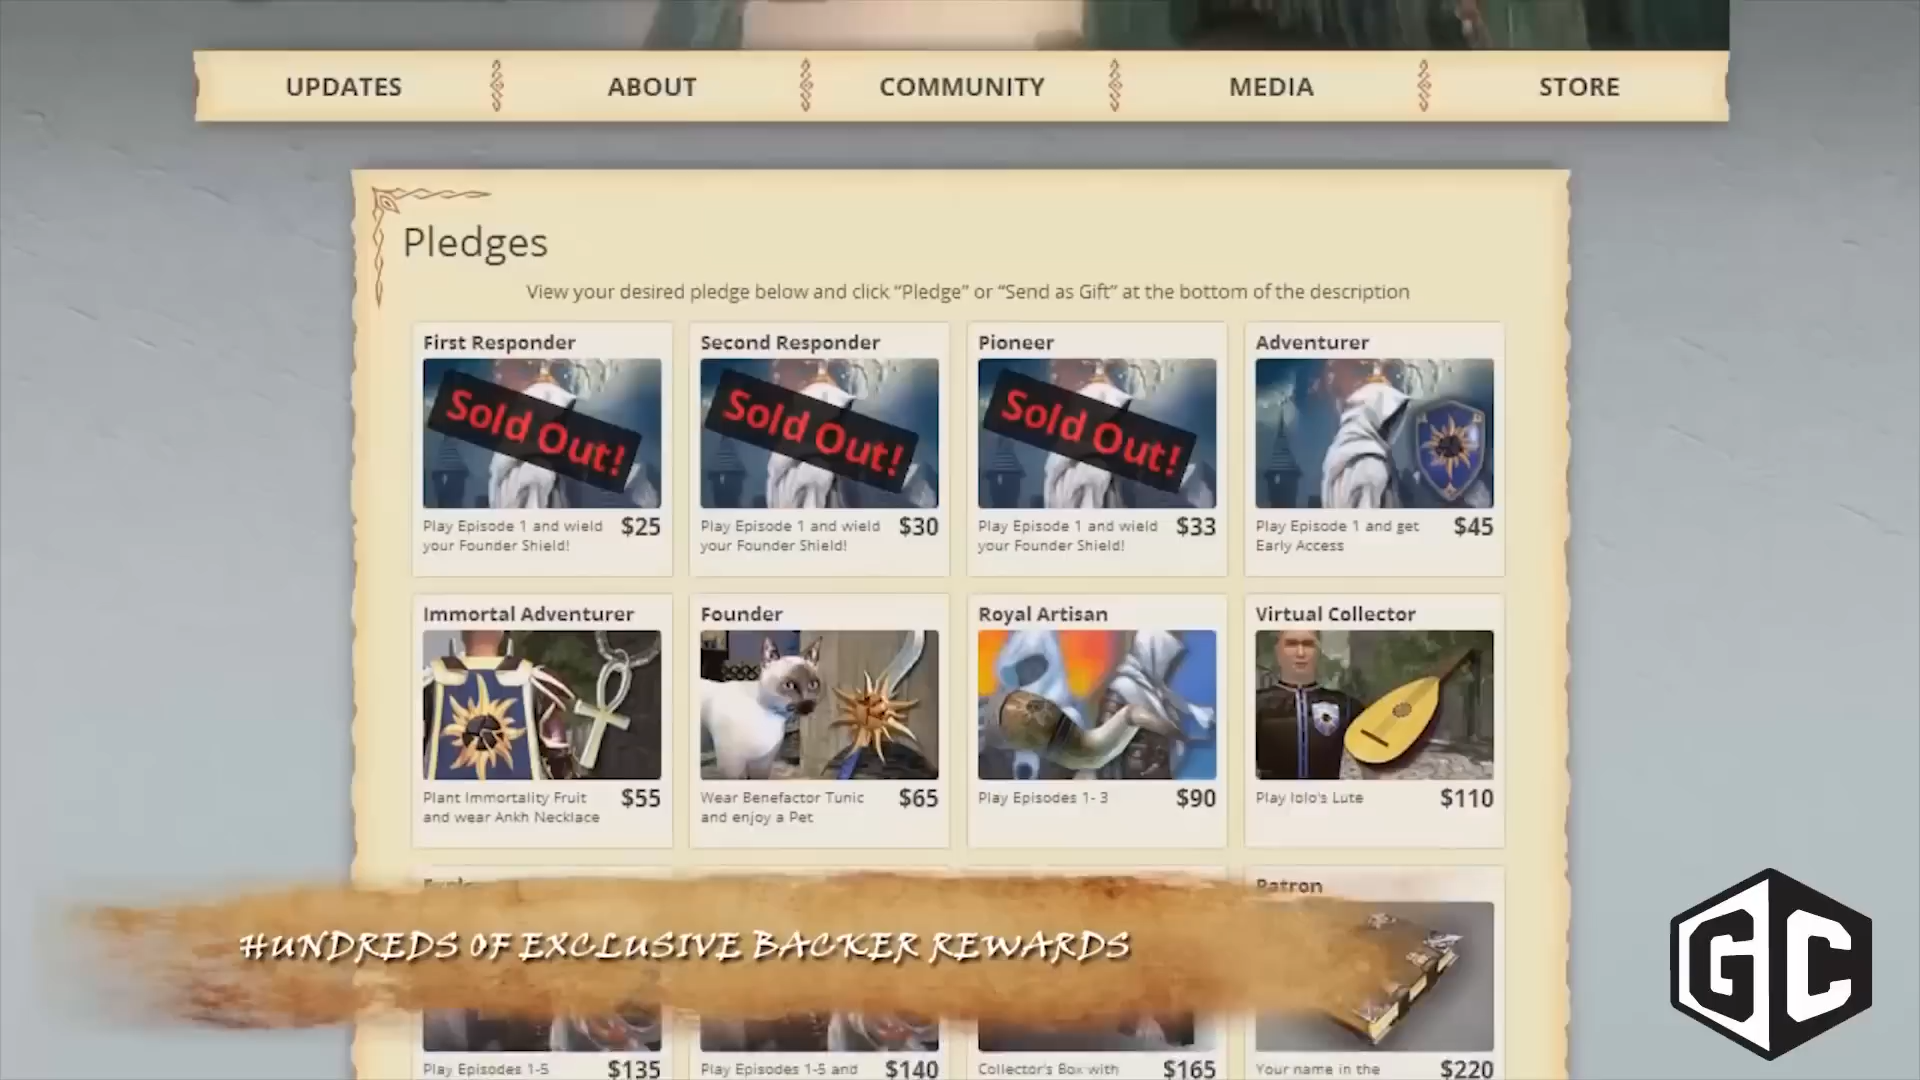 UPDATES
ABOUT
COMMUNITY
MEDIA
STORE
Pledges
View your desired pledge below and click “Pledge” or “Send as Gift” at the bottom of the description
First Responder
Sold Out!
Play Episode 1 and wield
your Founder Shield!
$25
Second Responder
Sold Out!
Play Episode 1 and wield
your Founder Shield!
$30
Pioneer
Sold Out!
Play Episode 1 and wield
your Founder Shield!
$33
Adventurer
Play Episode 1 and get
Early Access
$45
Immortal Adventurer
Plant Immortality Fruit
and wear Ankh Necklace
$55
Founder
Wear Benefactor Tunic
and enjoy a Pet
$65
Royal Artisan
Play Episodes 1- 3
$90
Virtual Collector
Play Iolo's Lute
$110
Patron
HUNDREDS OF EXCLUSIVE BACKER REWARDS
Play Episodes 1-5
$135
Play Episodes 1-5 and
$140
Collector's Box with
$165
Your name in the
$220
GC